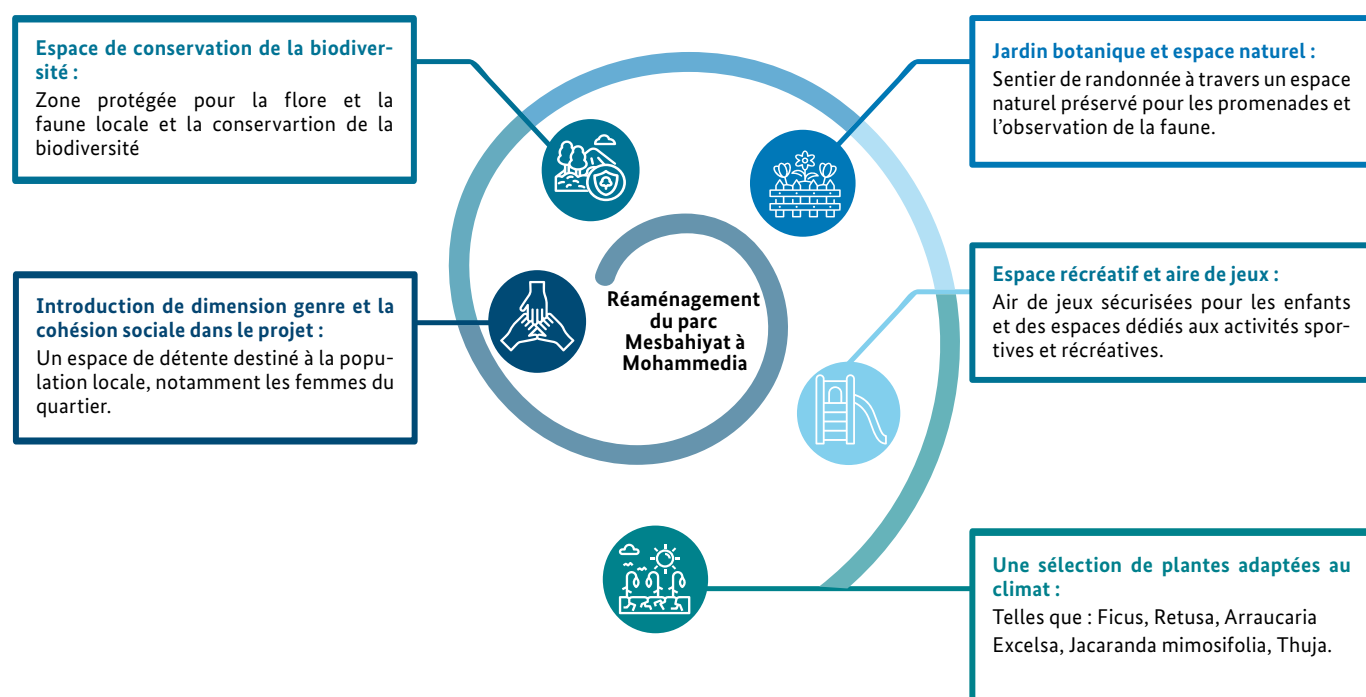 Espace de conservation de la biodiver-
sité :
Zone protégée pour la flore et la
faune locale et la conservartion de la
biodiversité
Introduction de dimension genre et la
cohésion sociale dans le projet :
Un espace de détente destiné à la popu-
lation locale, notamment les femmes du
quartier.
Réaménagement
du parc
Mesbahiyat à
Mohammedia
Jardin botanique et espace naturel :
Sentier de randonnée à travers un espace
naturel préservé pour les promenades et
l'observation de la faune.
Espace récréatif et aire de jeux :
Air de jeux sécurisées pour les enfants
et des espaces dédiés aux activités spor-
tives et récréatives.
Une sélection de plantes adaptées au
climat :
Telles que : Ficus, Retusa, Arraucaria
Excelsa, Jacaranda mimosifolia, Thuja.